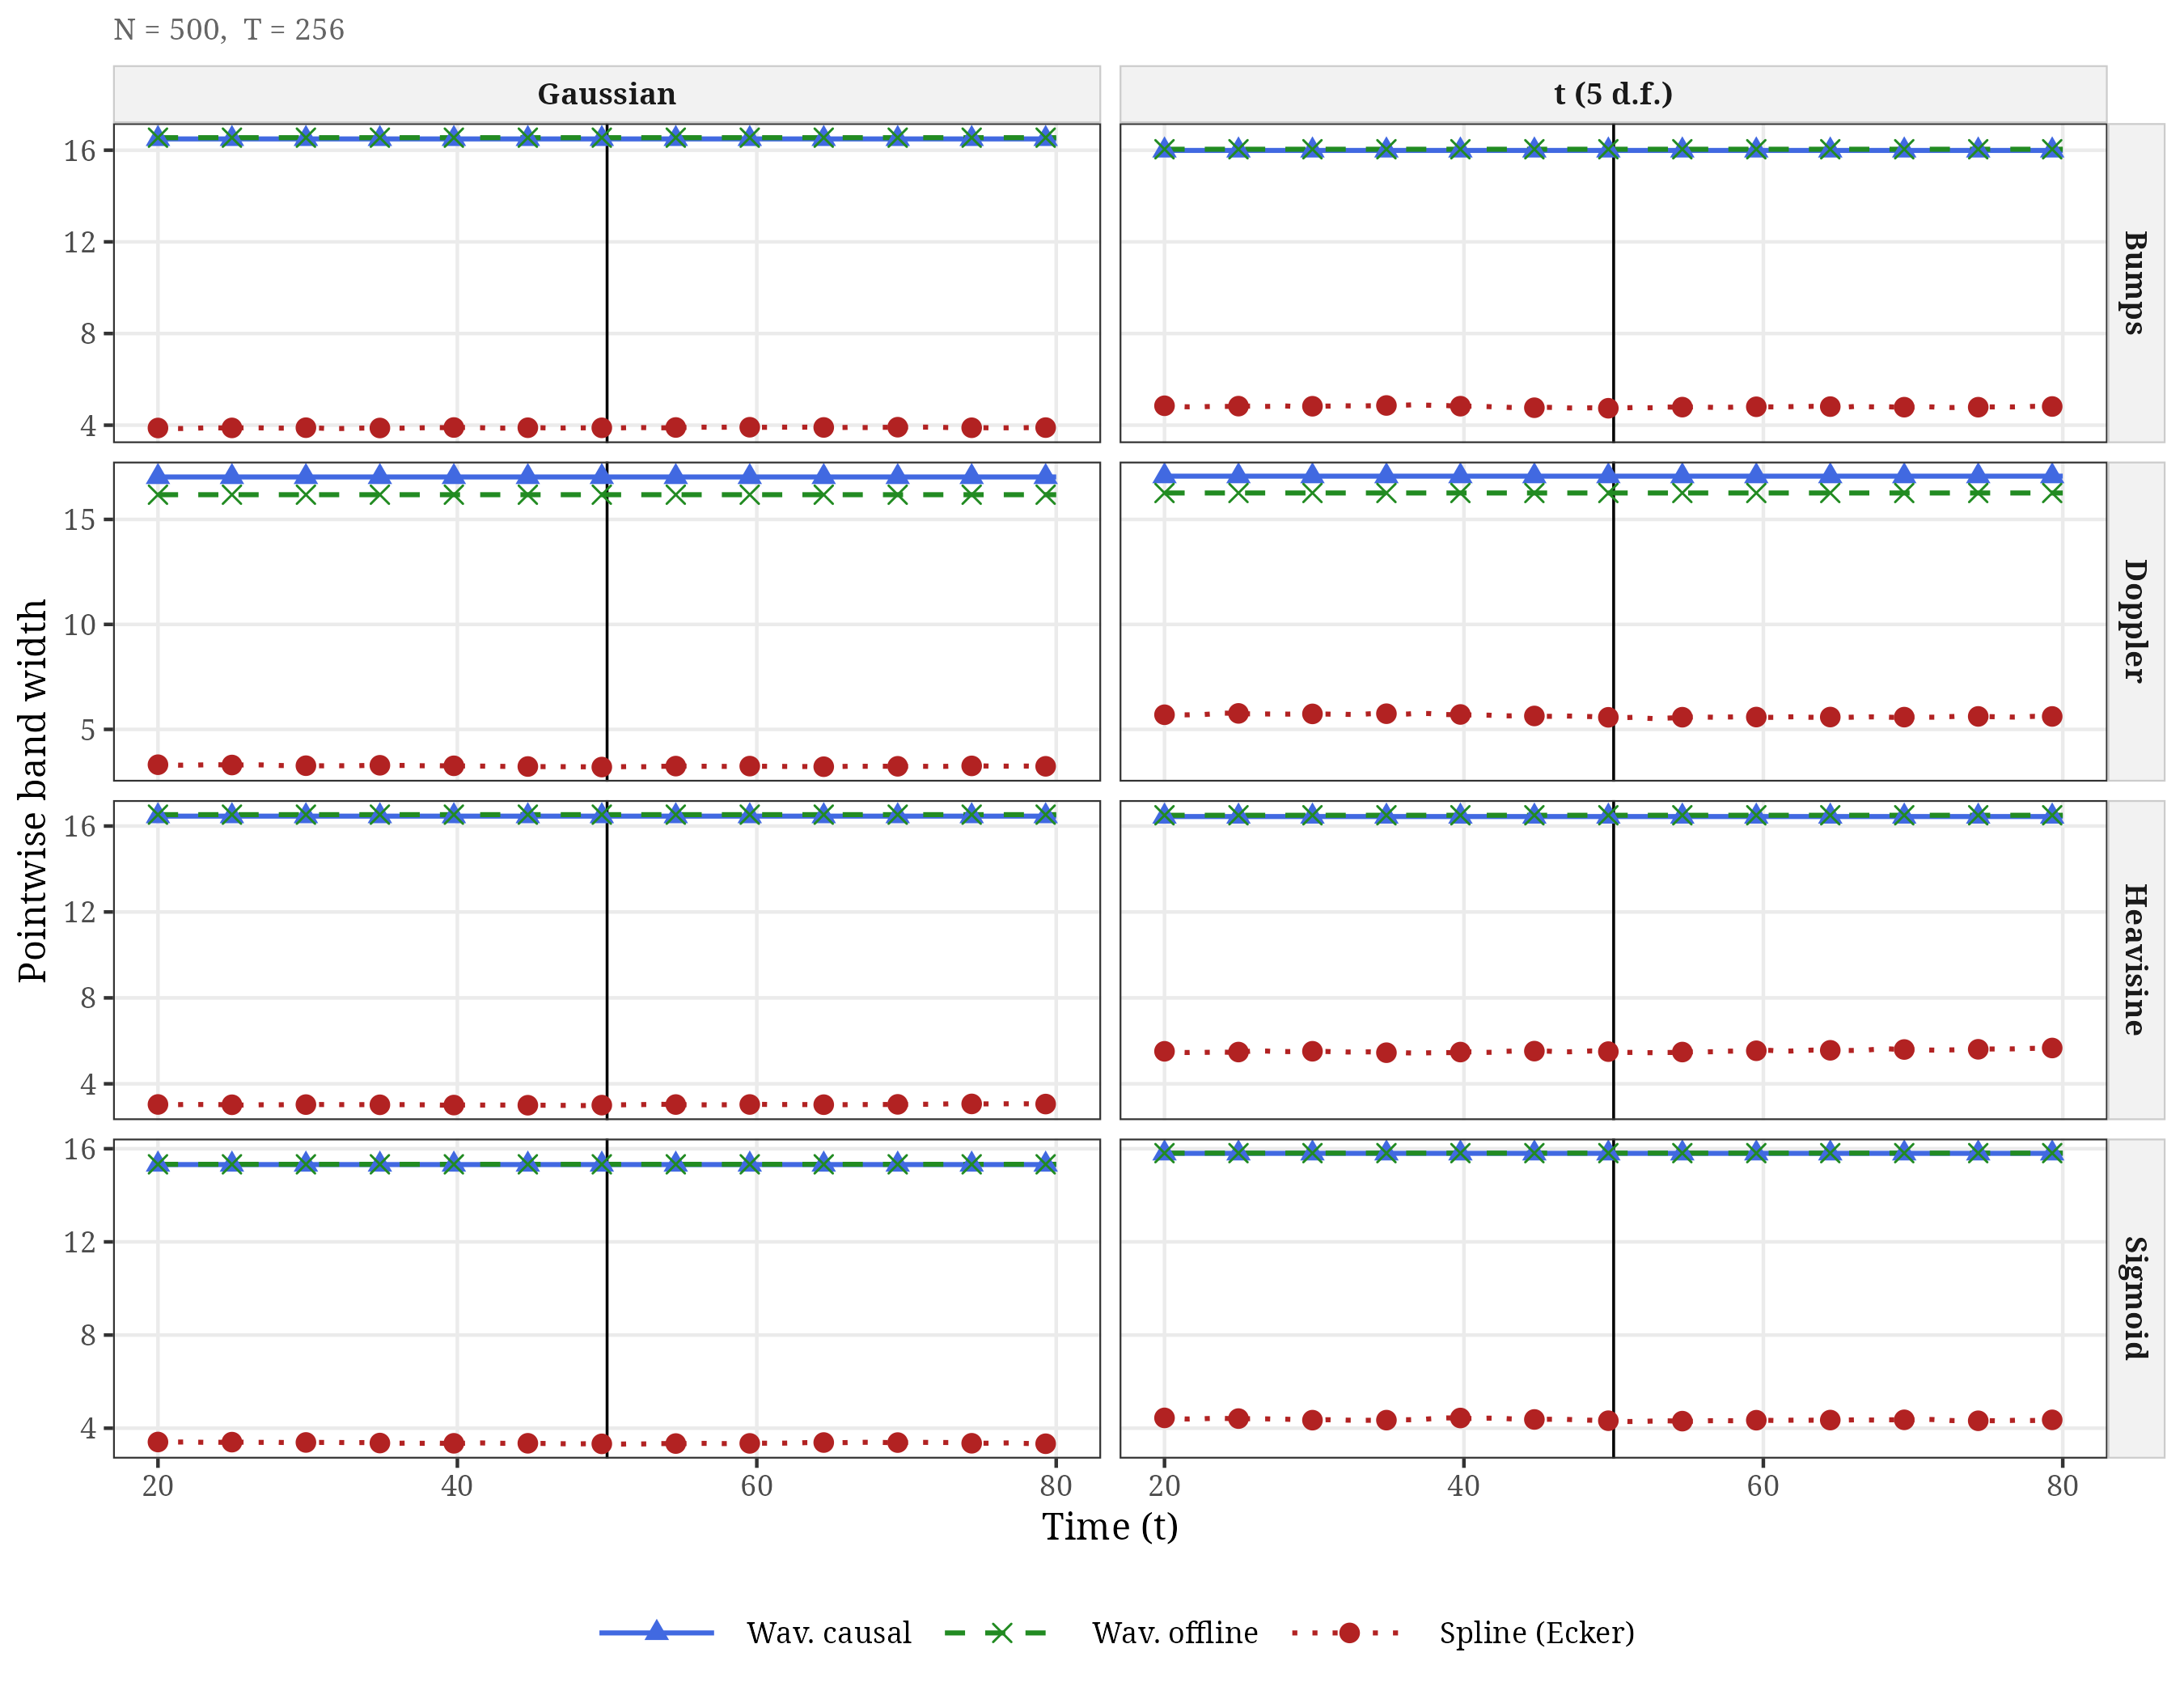 N = 500,  T = 256
Gaussian
t (5 d.f.)
16
12
8
4
Bumps
15
10
5
Doppler
16
12
8
4
Heavisine
16
12
8
4
Sigmoid
Pointwise band width
20 40 60 80
20 40 60 80
Time (t)
Wav. causal
Wav. offline
Spline (Ecker)